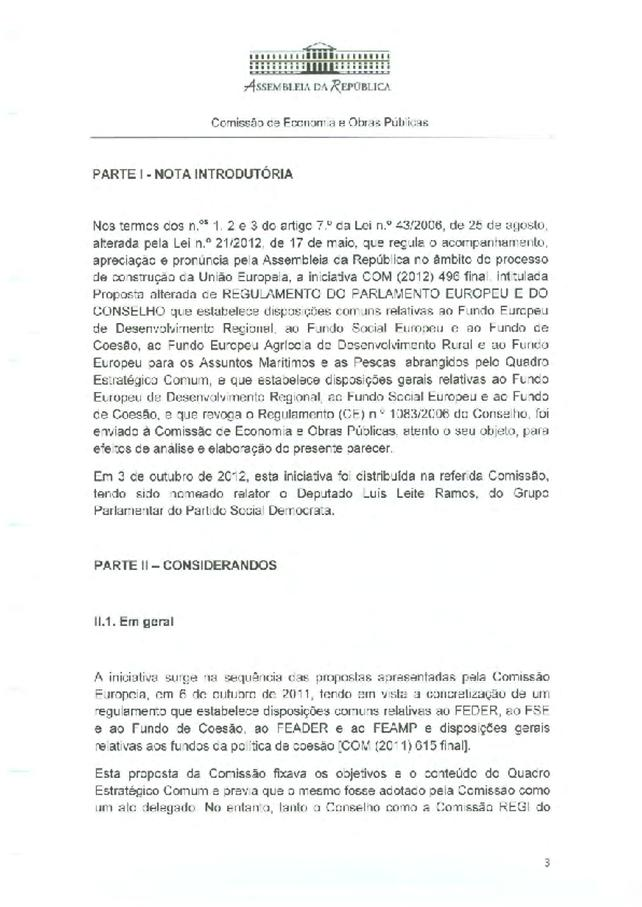 ASSEMBLEIA DA REPÚBLICA
Comissão de Economia e Obras Públicas
PARTE I - NOTA INTRODUTÓRIA
Nos termos dos n.ºs 1, 2 e 3 do artigo 7.º da Lei n.º 43/2006, de 25 de agosto,
alterada pela Lei n.º 21/2012, de 17 de maio, que regula o acompanhamento,
apreciação e pronúncia pela Assembleia da República no âmbito do processo
de construção da União Europeia, a iniciativa COM (2012) 496 final, intitulada
Proposta alterada de REGULAMENTO DO PARLAMENTO EUROPEU E DO
CONSELHO que estabelece disposições comuns relativas ao Fundo Europeu
de Desenvolvimento Regional, ao Fundo Social Europeu e ao Fundo de
Coesão, ao Fundo Europeu Agrícola de Desenvolvimento Rural e ao Fundo
Europeu para os Assuntos Marítimos e as Pescas abrangidos pelo Quadro
Estratégico Comum, e que estabelece disposições gerais relativas ao Fundo
Europeu de Desenvolvimento Regional, ao Fundo Social Europeu e ao Fundo
de Coesão, e que revoga o Regulamento (CE) n.º 1083/2006 do Conselho, foi
enviado à Comissão de Economia e Obras Públicas, atento o seu objeto, para
efeitos de análise e elaboração do presente parecer.
Em 3 de outubro de 2012, esta iniciativa foi distribuída na referida Comissão,
tendo sido nomeado relator o Deputado Luís Leite Ramos, do Grupo
Parlamentar do Partido Social Democrata.
PARTE II – CONSIDERANDOS
II.1. Em geral
A iniciativa surge na sequência das propostas apresentadas pela Comissão
Europeia, em 6 de outubro de 2011, tendo em vista a concretização de um
regulamento que estabelece disposições comuns relativas ao FEDER, ao FSE
e ao Fundo de Coesão, ao FEADER e ao FEAMP e disposições gerais
relativas aos fundos da política de coesão [COM (2011) 615 final].
Esta proposta da Comissão fixava os objetivos e o conteúdo do Quadro
Estratégico Comum e previa que o mesmo fosse adotado pela Comissão como
um ato delegado. No entanto, tanto o Conselho como a Comissão REGI do
3